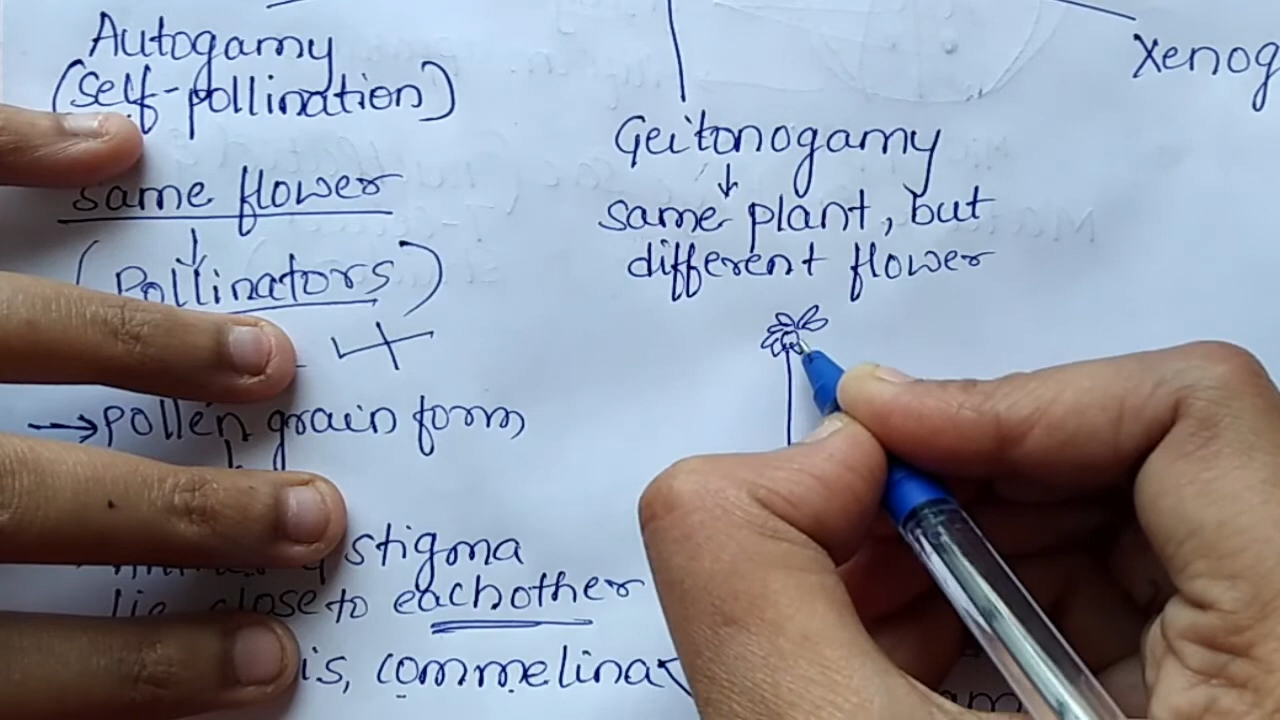 Autogamy
(self-pollination)
same flower
(Pollinators)
→ pollen grain form
stigma
close to eachother
is, commelina
Geitonogamy
↓
same plant, but
different flower
Xenog